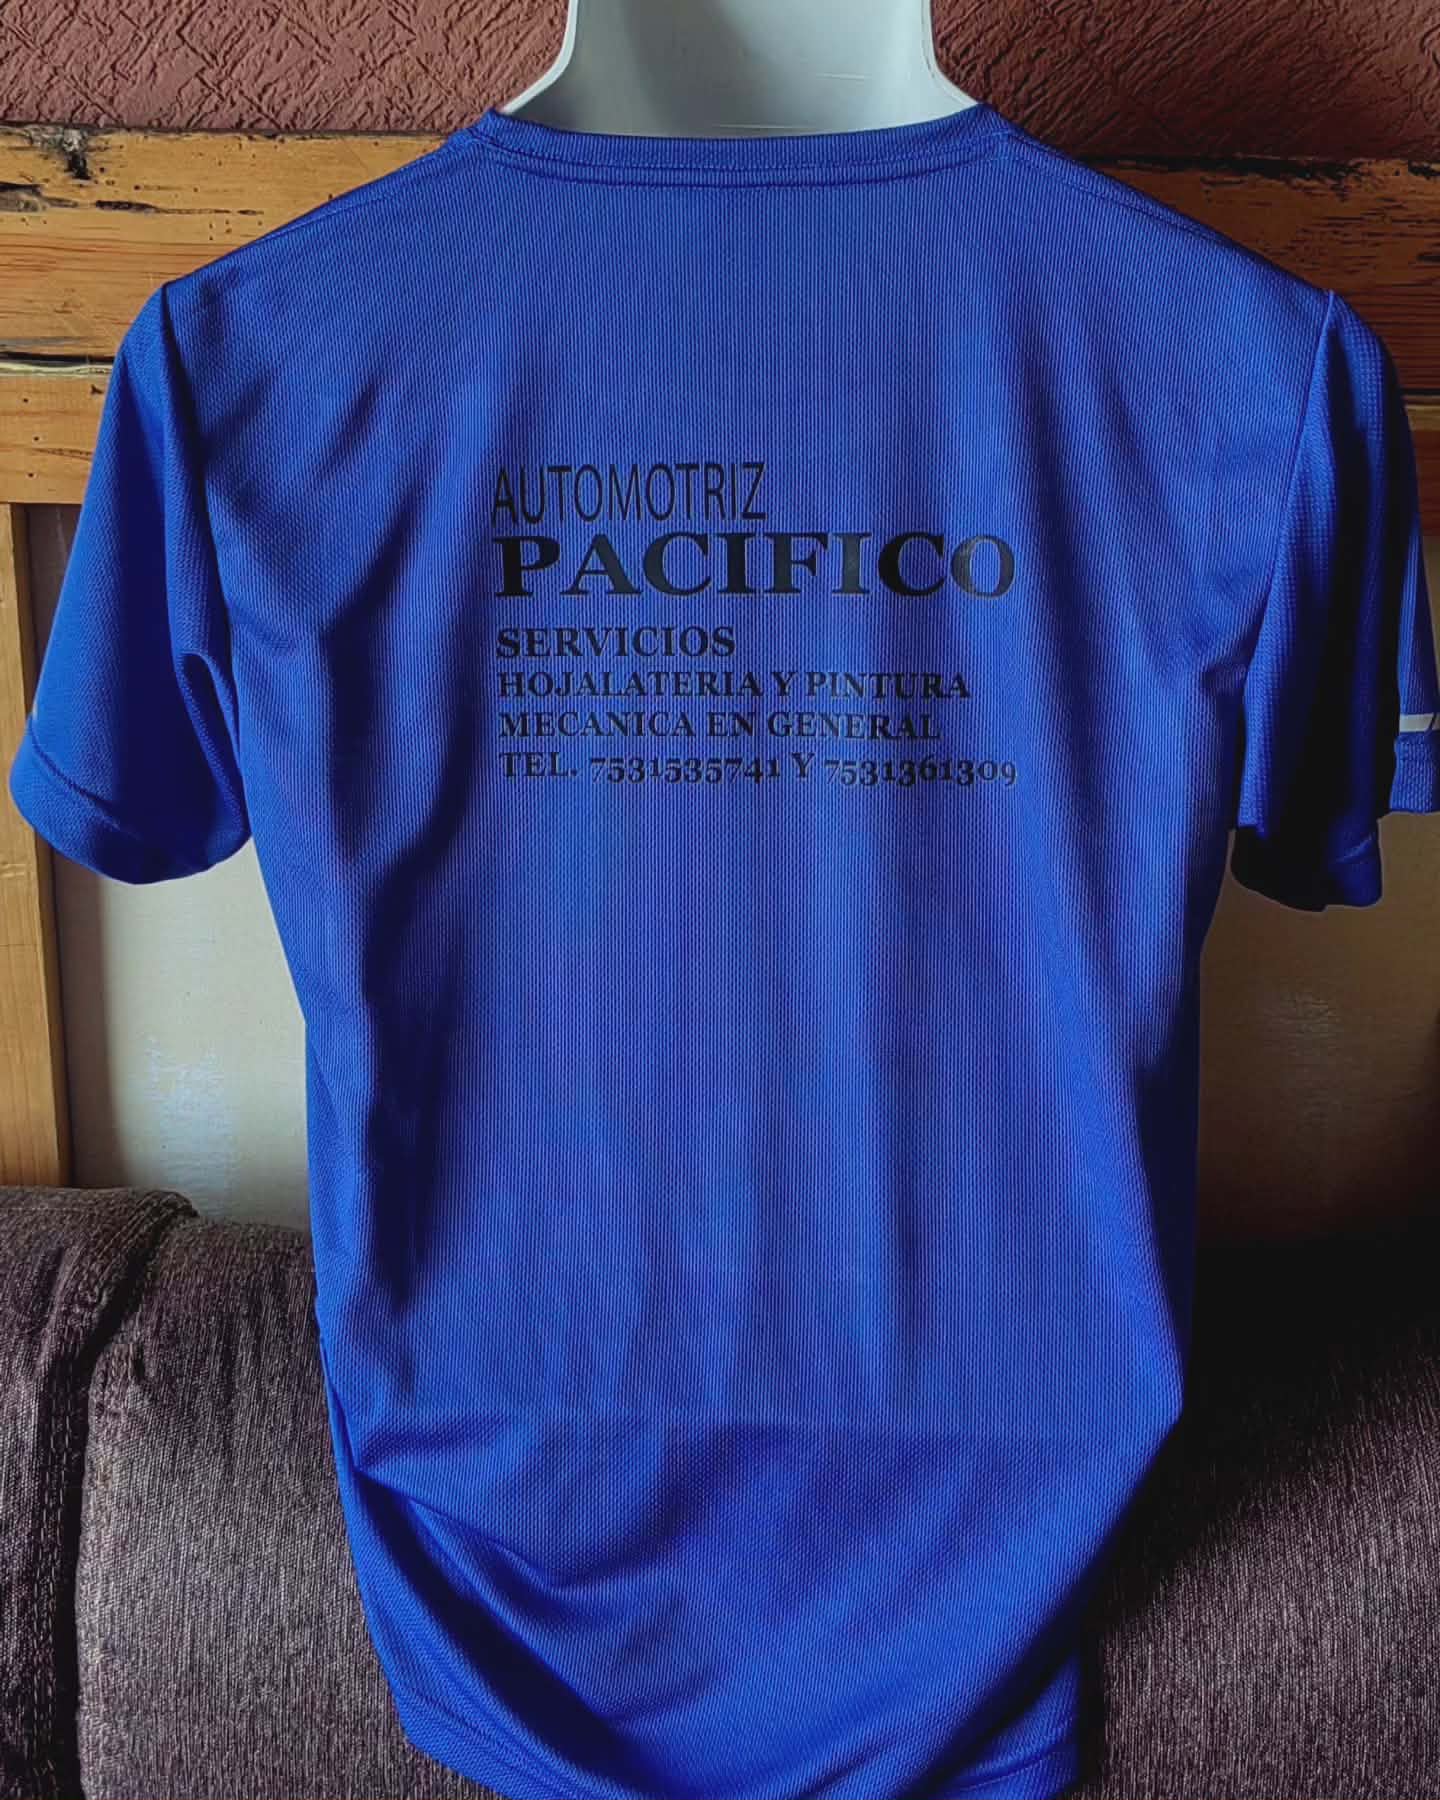 AUTOMOTRIZ
PACIFICO
SERVICIOS
HOJALATERIA Y PINTURA
MECANICA EN GENERAL
TEL. 7531535741 Y 7531361309